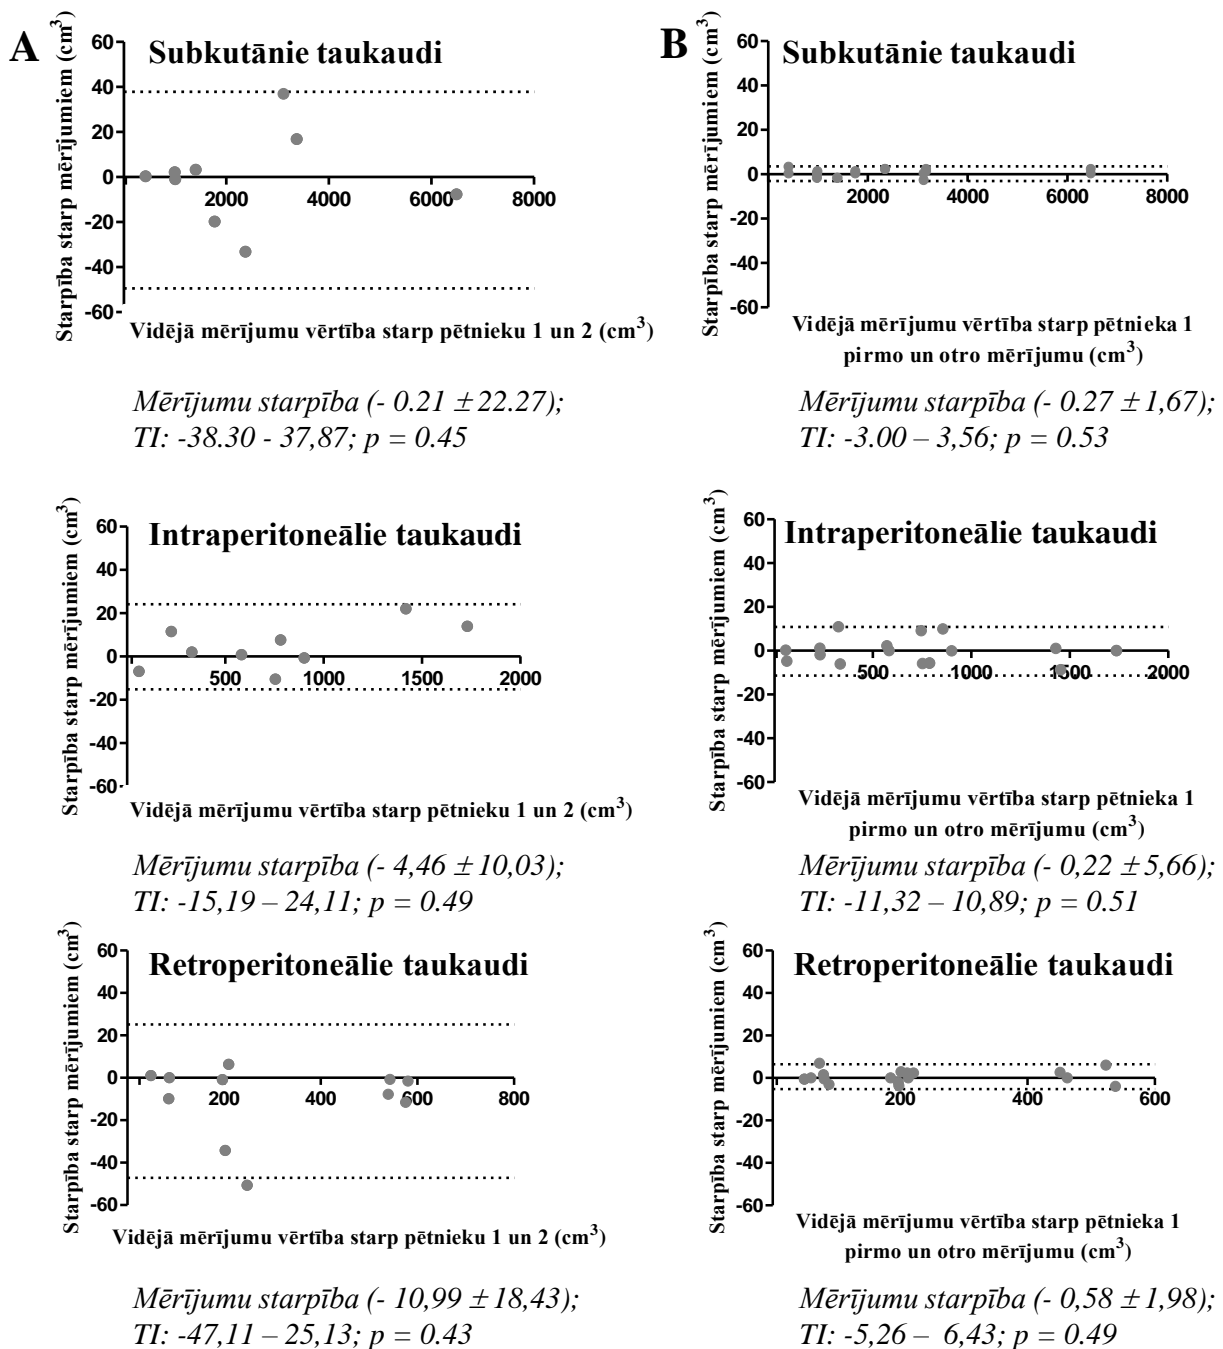 A
Subkutānie taukaudi
Starpība starp mērījumiem (cm³)
60
40
20
0
-20
-40
-60
2000
4000
6000
8000
Vidējā mērījumu vērtība starp pētnieku 1 un 2 (cm³)
Mērījumu starpība (- 0.21 ± 22.27);
TI: -38.30 - 37,87; p = 0.45
B
Subkutānie taukaudi
Starpība starp mērījumiem (cm³)
60
40
20
0
-20
-40
-60
2000
4000
6000
8000
Vidējā mērījumu vērtība starp pētnieka 1
pirmo un otro mērījumu (cm³)
Mērījumu starpība (- 0.27 ± 1,67);
TI: -3.00 – 3,56; p = 0.53
Intraperitoneālie taukaudi
Starpība starp mērījumiem (cm³)
60
40
20
0
-20
-40
-60
500
1000
1500
2000
Vidējā mērījumu vērtība starp pētnieku 1 un 2 (cm³)
Mērījumu starpība (- 4,46 ± 10,03);
TI: -15,19 – 24,11; p = 0.49
Intraperitoneālie taukaudi
Starpība starp mērījumiem (cm³)
60
40
20
0
-20
-40
-60
500
1000
1500
2000
Vidējā mērījumu vērtība starp pētnieka 1
pirmo un otro mērījumu (cm³)
Mērījumu starpība (- 0,22 ± 5,66);
TI: -11,32 – 10,89; p = 0.51
Retroperitoneālie taukaudi
Starpība starp mērījumiem (cm³)
60
40
20
0
-20
-40
-60
200
400
600
800
Vidējā mērījumu vērtība starp pētnieku 1 un 2 (cm³)
Mērījumu starpība (- 10,99 ± 18,43);
TI: -47,11 – 25,13; p = 0.43
Retroperitoneālie taukaudi
Starpība starp mērījumiem (cm³)
60
40
20
0
-20
-40
-60
200
400
600
Vidējā mērījumu vērtība starp pētnieka 1
pirmo un otro mērījumu (cm³)
Mērījumu starpība (- 0,58 ± 1,98);
TI: -5,26 – 6,43; p = 0.49